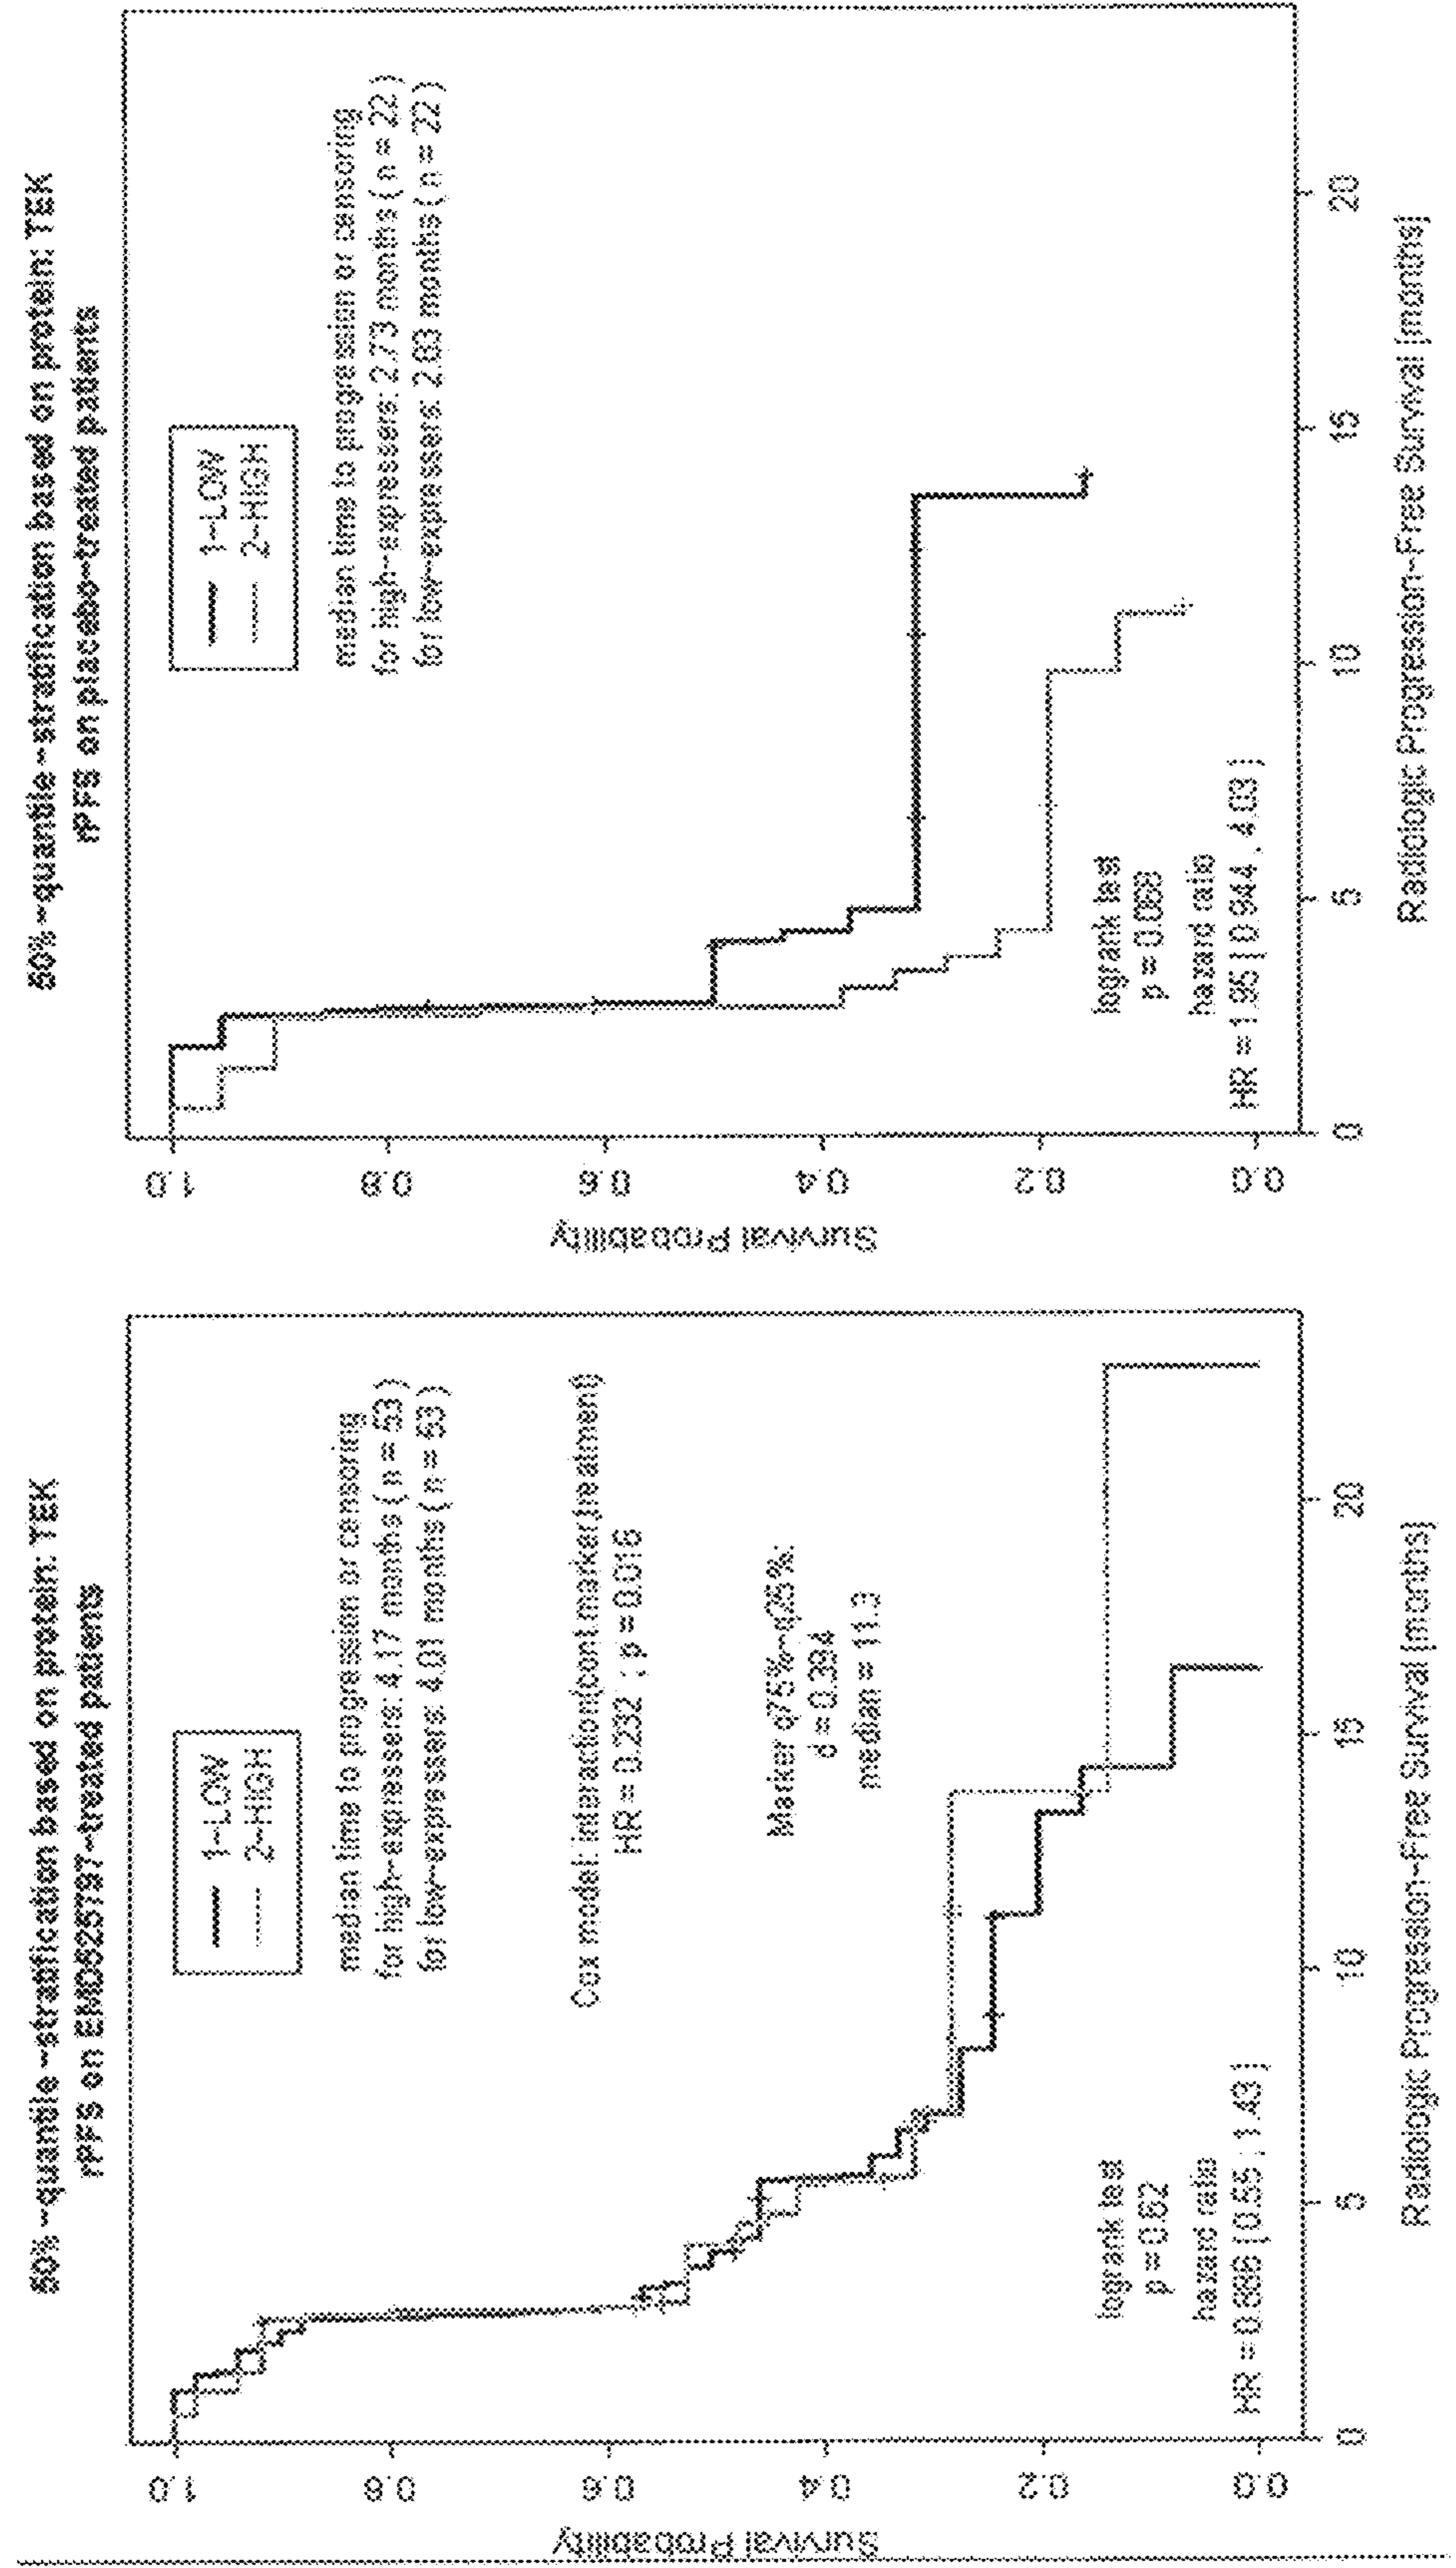 50%-quantile-stratification based on protein: TEK
rPFS on EMD525797-treated patients
1-LOW
2-HIGH
median time to progression or censoring
for high-expressers: 4.17 months ( n = 53 )
for low-expressers: 4.01 months ( n = 53 )
Cox model: interaction(cont.marker,treatment)
HR = 0.232 ; p = 0.016
Marker q75%-q25%:
d = 0.394
median = 11.3
logrank test
p = 0.62
hazard ratio
HR = 0.886 [ 0.55 , 1.43 ]
Survival Probability
1.0
0.8
0.6
0.4
0.2
0.0
0
5
10
15
20
Radiologic Progression-Free Survival [months]
50%-quantile-stratification based on protein: TEK
rPFS on placebo-treated patients
1-LOW
2-HIGH
median time to progression or censoring
for high-expressers: 2.73 months ( n = 22 )
for low-expressers: 2.83 months ( n = 22 )
logrank test
p = 0.068
hazard ratio
HR = 1.95 [ 0.944 , 4.03 ]
Survival Probability
1.0
0.8
0.6
0.4
0.2
0.0
0
5
10
15
20
Radiologic Progression-Free Survival [months]